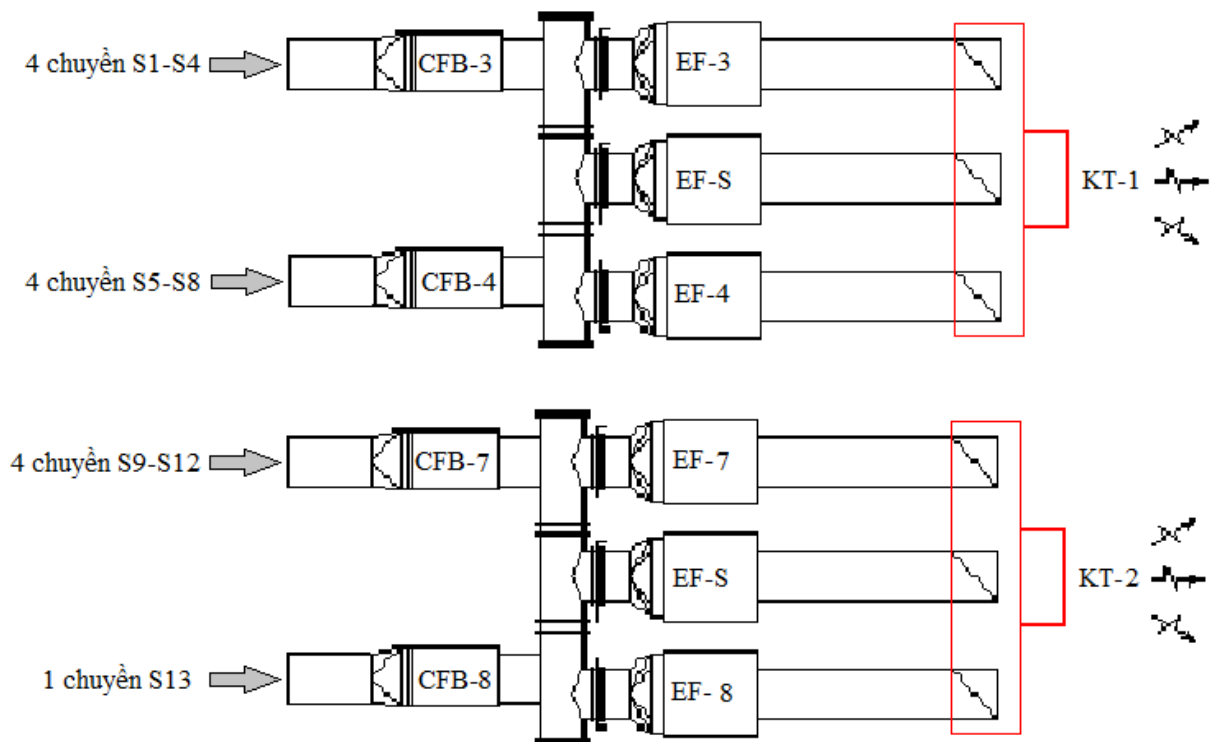 4 chuyền S1-S4
CFB-3
EF-3
EF-S
KT-1
4 chuyền S5-S8
CFB-4
EF-4
4 chuyền S9-S12
CFB-7
EF-7
EF-S
KT-2
1 chuyền S13
CFB-8
EF- 8